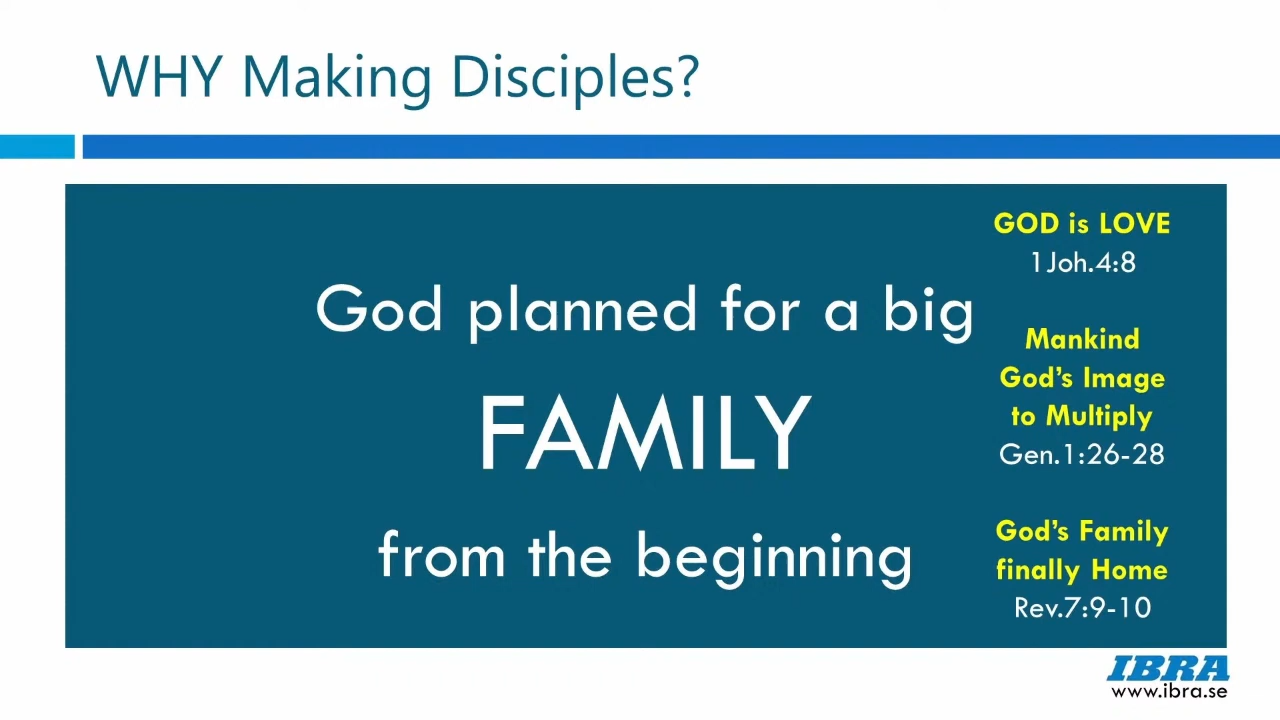 WHY Making Disciples?
God planned for a big
FAMILY
from the beginning
GOD is LOVE
1Joh.4:8
Mankind
God's Image
to Multiply
Gen.1:26-28
God's Family
finally Home
Rev.7:9-10
IBRA
www.ibra.se